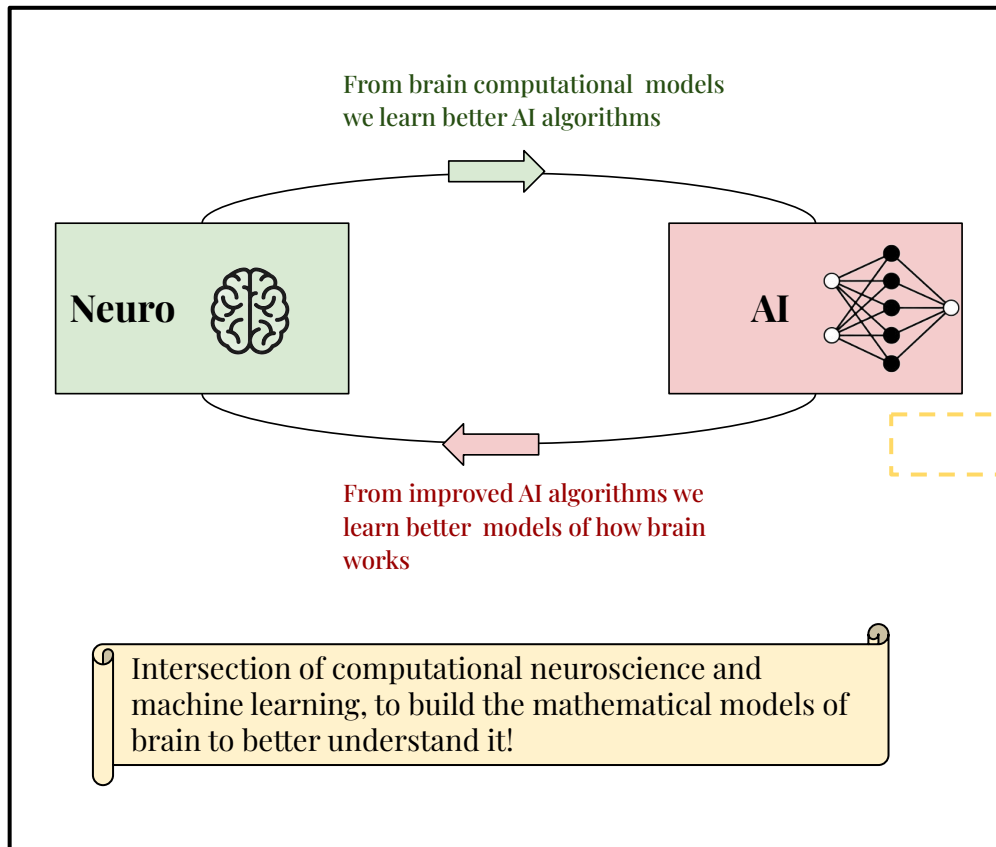 From brain computational models
we learn better AI algorithms
Neuro
AI
From improved AI algorithms we
learn better models of how brain
works
Intersection of computational neuroscience and
machine learning, to build the mathematical models of
brain to better understand it!